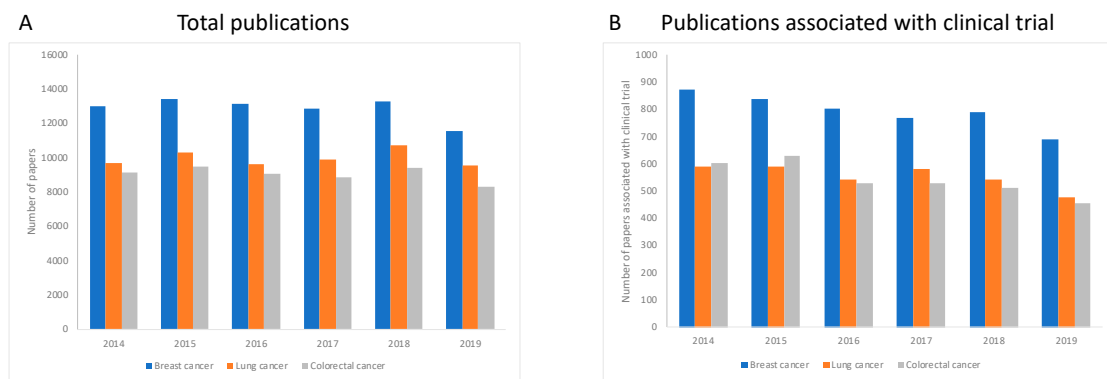 A Total publications
16000
14000
12000
10000
8000
6000
4000
2000
0
Number of papers
2014 2015 2016 2017 2018 2019
Breast cancer Lung cancer Colorectal cancer
B Publications associated with clinical trial
1000
900
800
700
600
500
400
300
200
100
0
Number of papers associated with clinical trial
2014 2015 2016 2017 2018 2019
Breast cancer Lung cancer Colorectal cancer